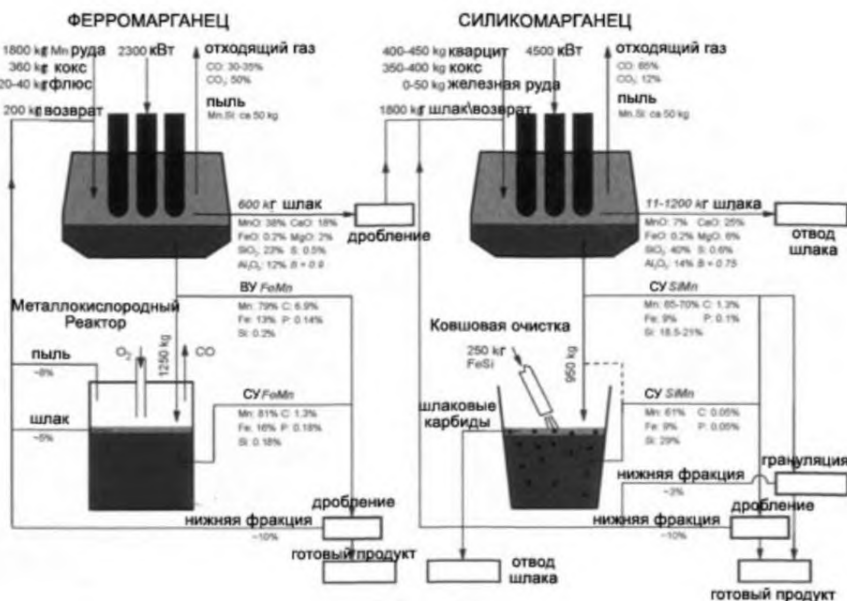 ФЕРРОМАРГАНЕЦ
1800 kg Mn руда
360 kg кокс
20-40 kg флюс
200 kg возврат
2300 кВт
отходящий газ
CO: 30-35%
CO₂: 50%
пыль
Mn.Si: ca 50 kg
600 кг шлак
MnO: 38% CaO: 18%
FeO: 0.2% MgO: 2%
SiO₂: 23% S: 0.5%
Al₂O₃: 12% B = 0.9
дробление
ВУ FeMn
Mn: 79% C: 6.9%
Fe: 13% P: 0.14%
Si: 0.2%
Металлокислородный
Реактор
O₂
CO
1250 kg
пыль
~8%
шлак
~5%
СУ FeMn
Mn: 81% C: 1.3%
Fe: 16% P: 0.18%
Si: 0.18%
дробление
нижняя фракция
~10%
готовый продукт
СИЛИКОМАРГАНЕЦ
400-450 kg кварцит
350-400 kg кокс
0-50 kg железная руда
1800 кг шлак\возврат
4500 кВт
отходящий газ
CO: 65%
CO₂: 12%
пыль
Mn.Si: ca 50 kg
11-1200 кг шлака
MnO: 7% CaO: 25%
FeO: 0.2% MgO: 6%
SiO₂: 40% S: 0.6%
Al₂O₃: 14% B = 0.75
отвод
шлака
СУ SiMn
Mn: 65-70% C: 1.3%
Fe: 9% P: 0.1%
Si: 18.5-21%
Ковшовая очистка
250 кг
FeSi
950 kg
шлаковые
карбиды
СУ SiMn
Mn: 61% C: 0.05%
Fe: 9% P: 0.05%
Si: 29%
грануляция
нижняя фракция
~3%
дробление
нижняя фракция
~10%
отвод
шлака
готовый продукт